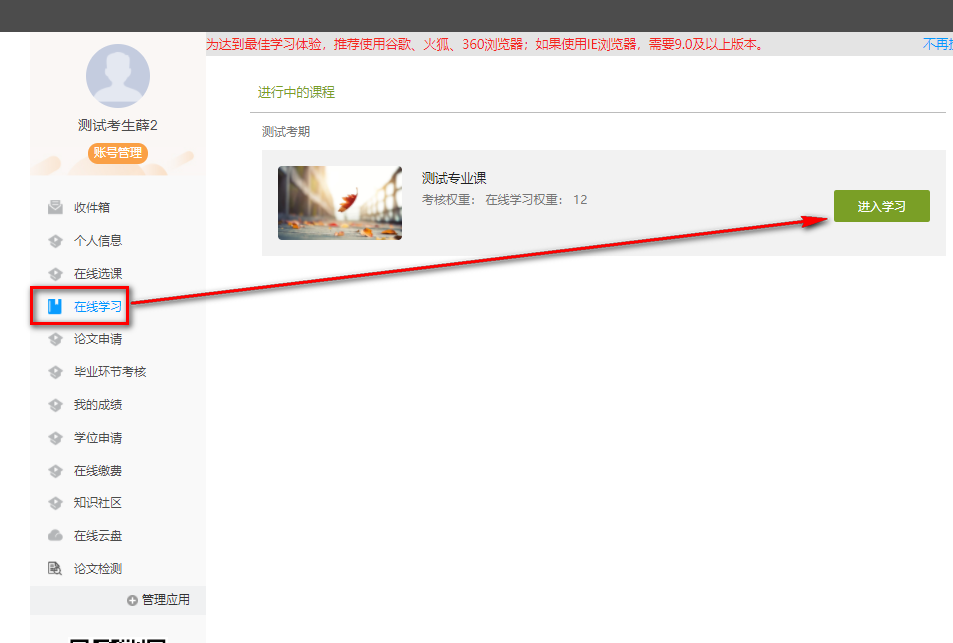 为达到最佳学习体验，推荐使用谷歌、火狐、360浏览器；如果使用IE浏览器，需要9.0及以上版本。 不再
测试考生薛2
账号管理
收件箱
个人信息
在线选课
在线学习
论文申请
毕业环节考核
我的成绩
学位申请
在线缴费
知识社区
在线云盘
论文检测
管理应用
进行中的课程
测试考期
测试专业课
考核权重： 在线学习权重： 12
进入学习